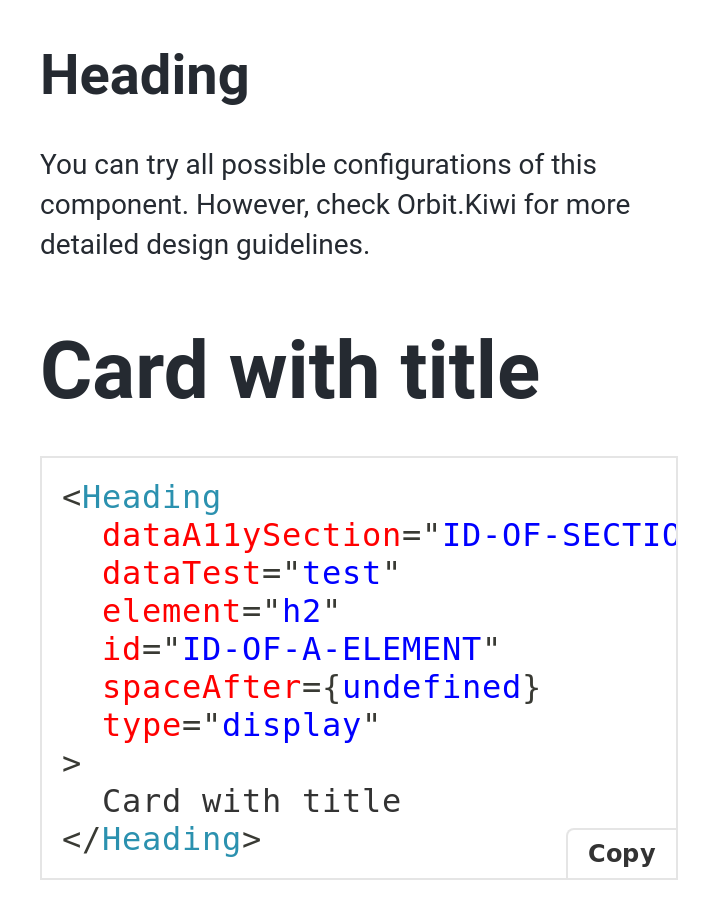 Heading
You can try all possible configurations of this
component. However, check Orbit.Kiwi for more
detailed design guidelines.
Card with title
<Heading
  dataA11ySection="ID-OF-SECTIO
  dataTest="test"
  element="h2"
  id="ID-OF-A-ELEMENT"
  spaceAfter={undefined}
  type="display"
>
  Card with title
</Heading>
Copy